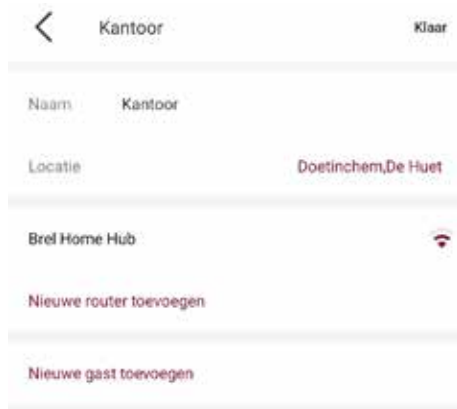 Kantoor Klaar
Naam Kantoor
Locatie Doetinchem,De Huet
Brel Home Hub
Nieuwe router toevoegen
Nieuwe gast toevoegen